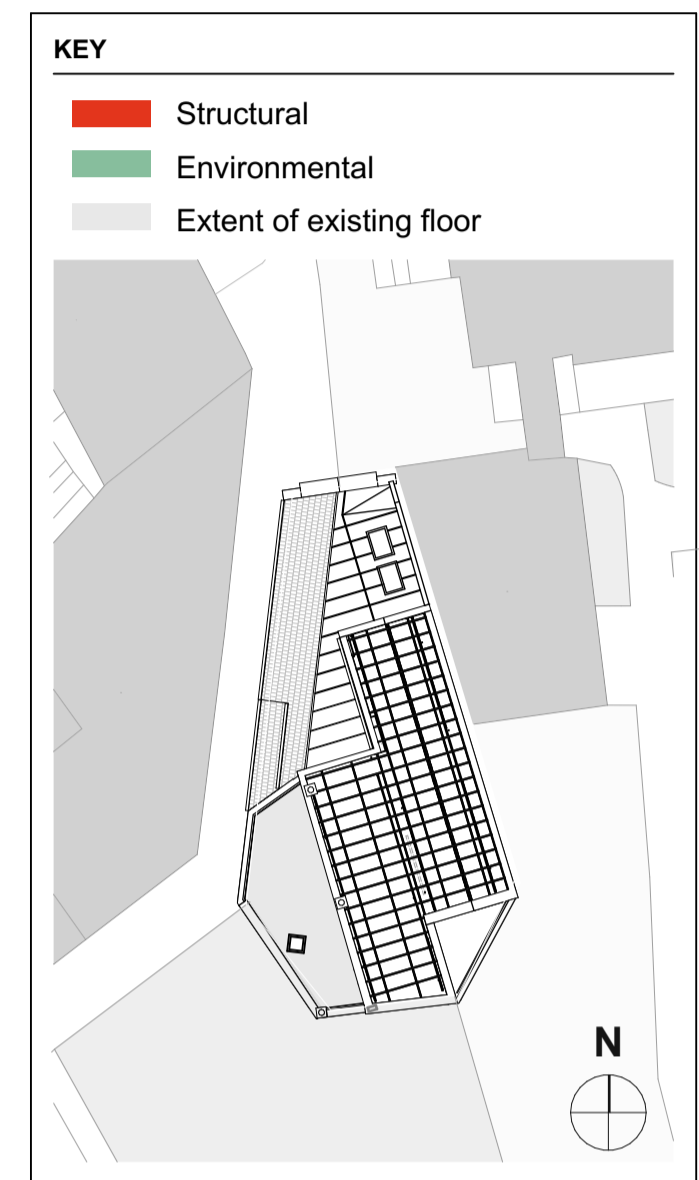 KEY
Structural
Environmental
Extent of existing floor
N